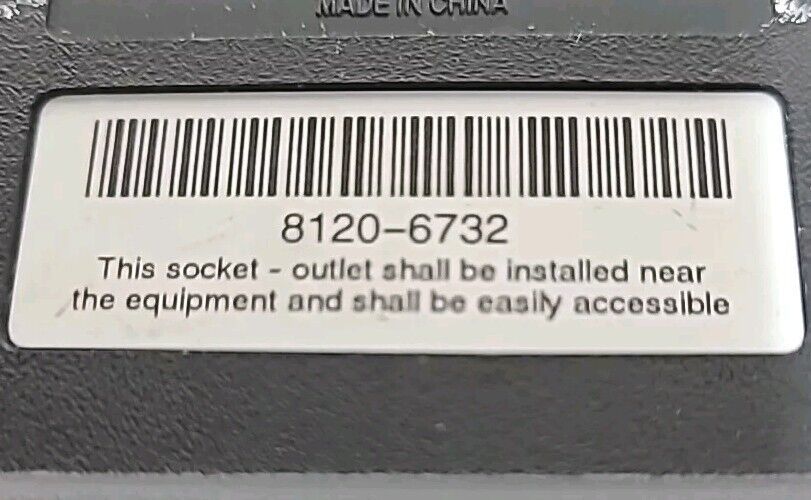 MADE IN CHINA
8120-6732
This socket - outlet shall be installed near
the equipment and shall be easily accessible